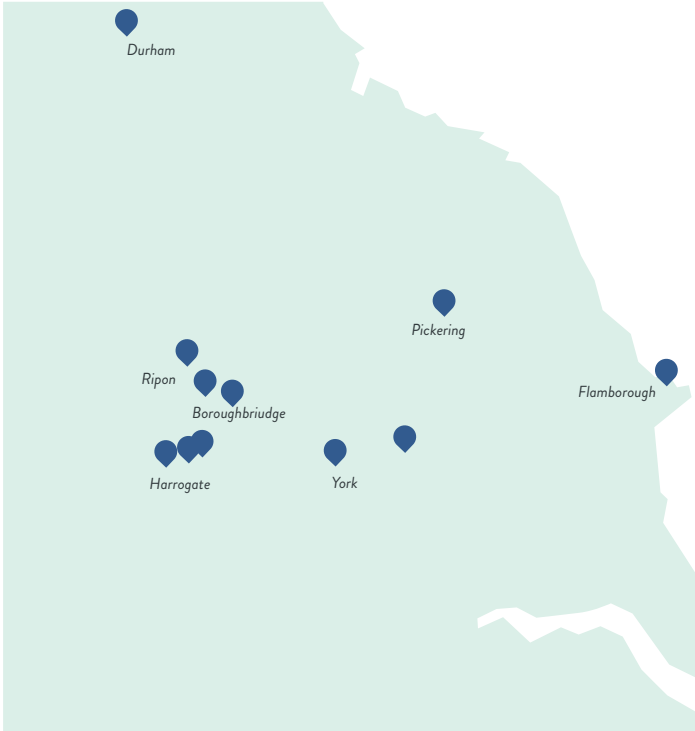 Durham
Pickering
Ripon
Flamborough
Boroughbriudge
Harrogate
York